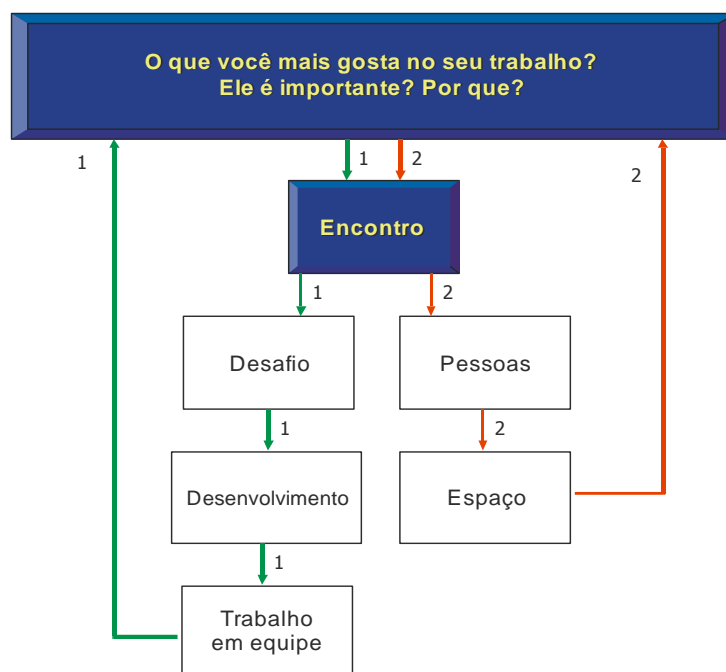 O que você mais gosta no seu trabalho?
Ele é importante? Por que?
1
1
2
2
Encontro
1
2
Desafio
Pessoas
1
2
Desenvolvimento
Espaço
1
Trabalho
em equipe